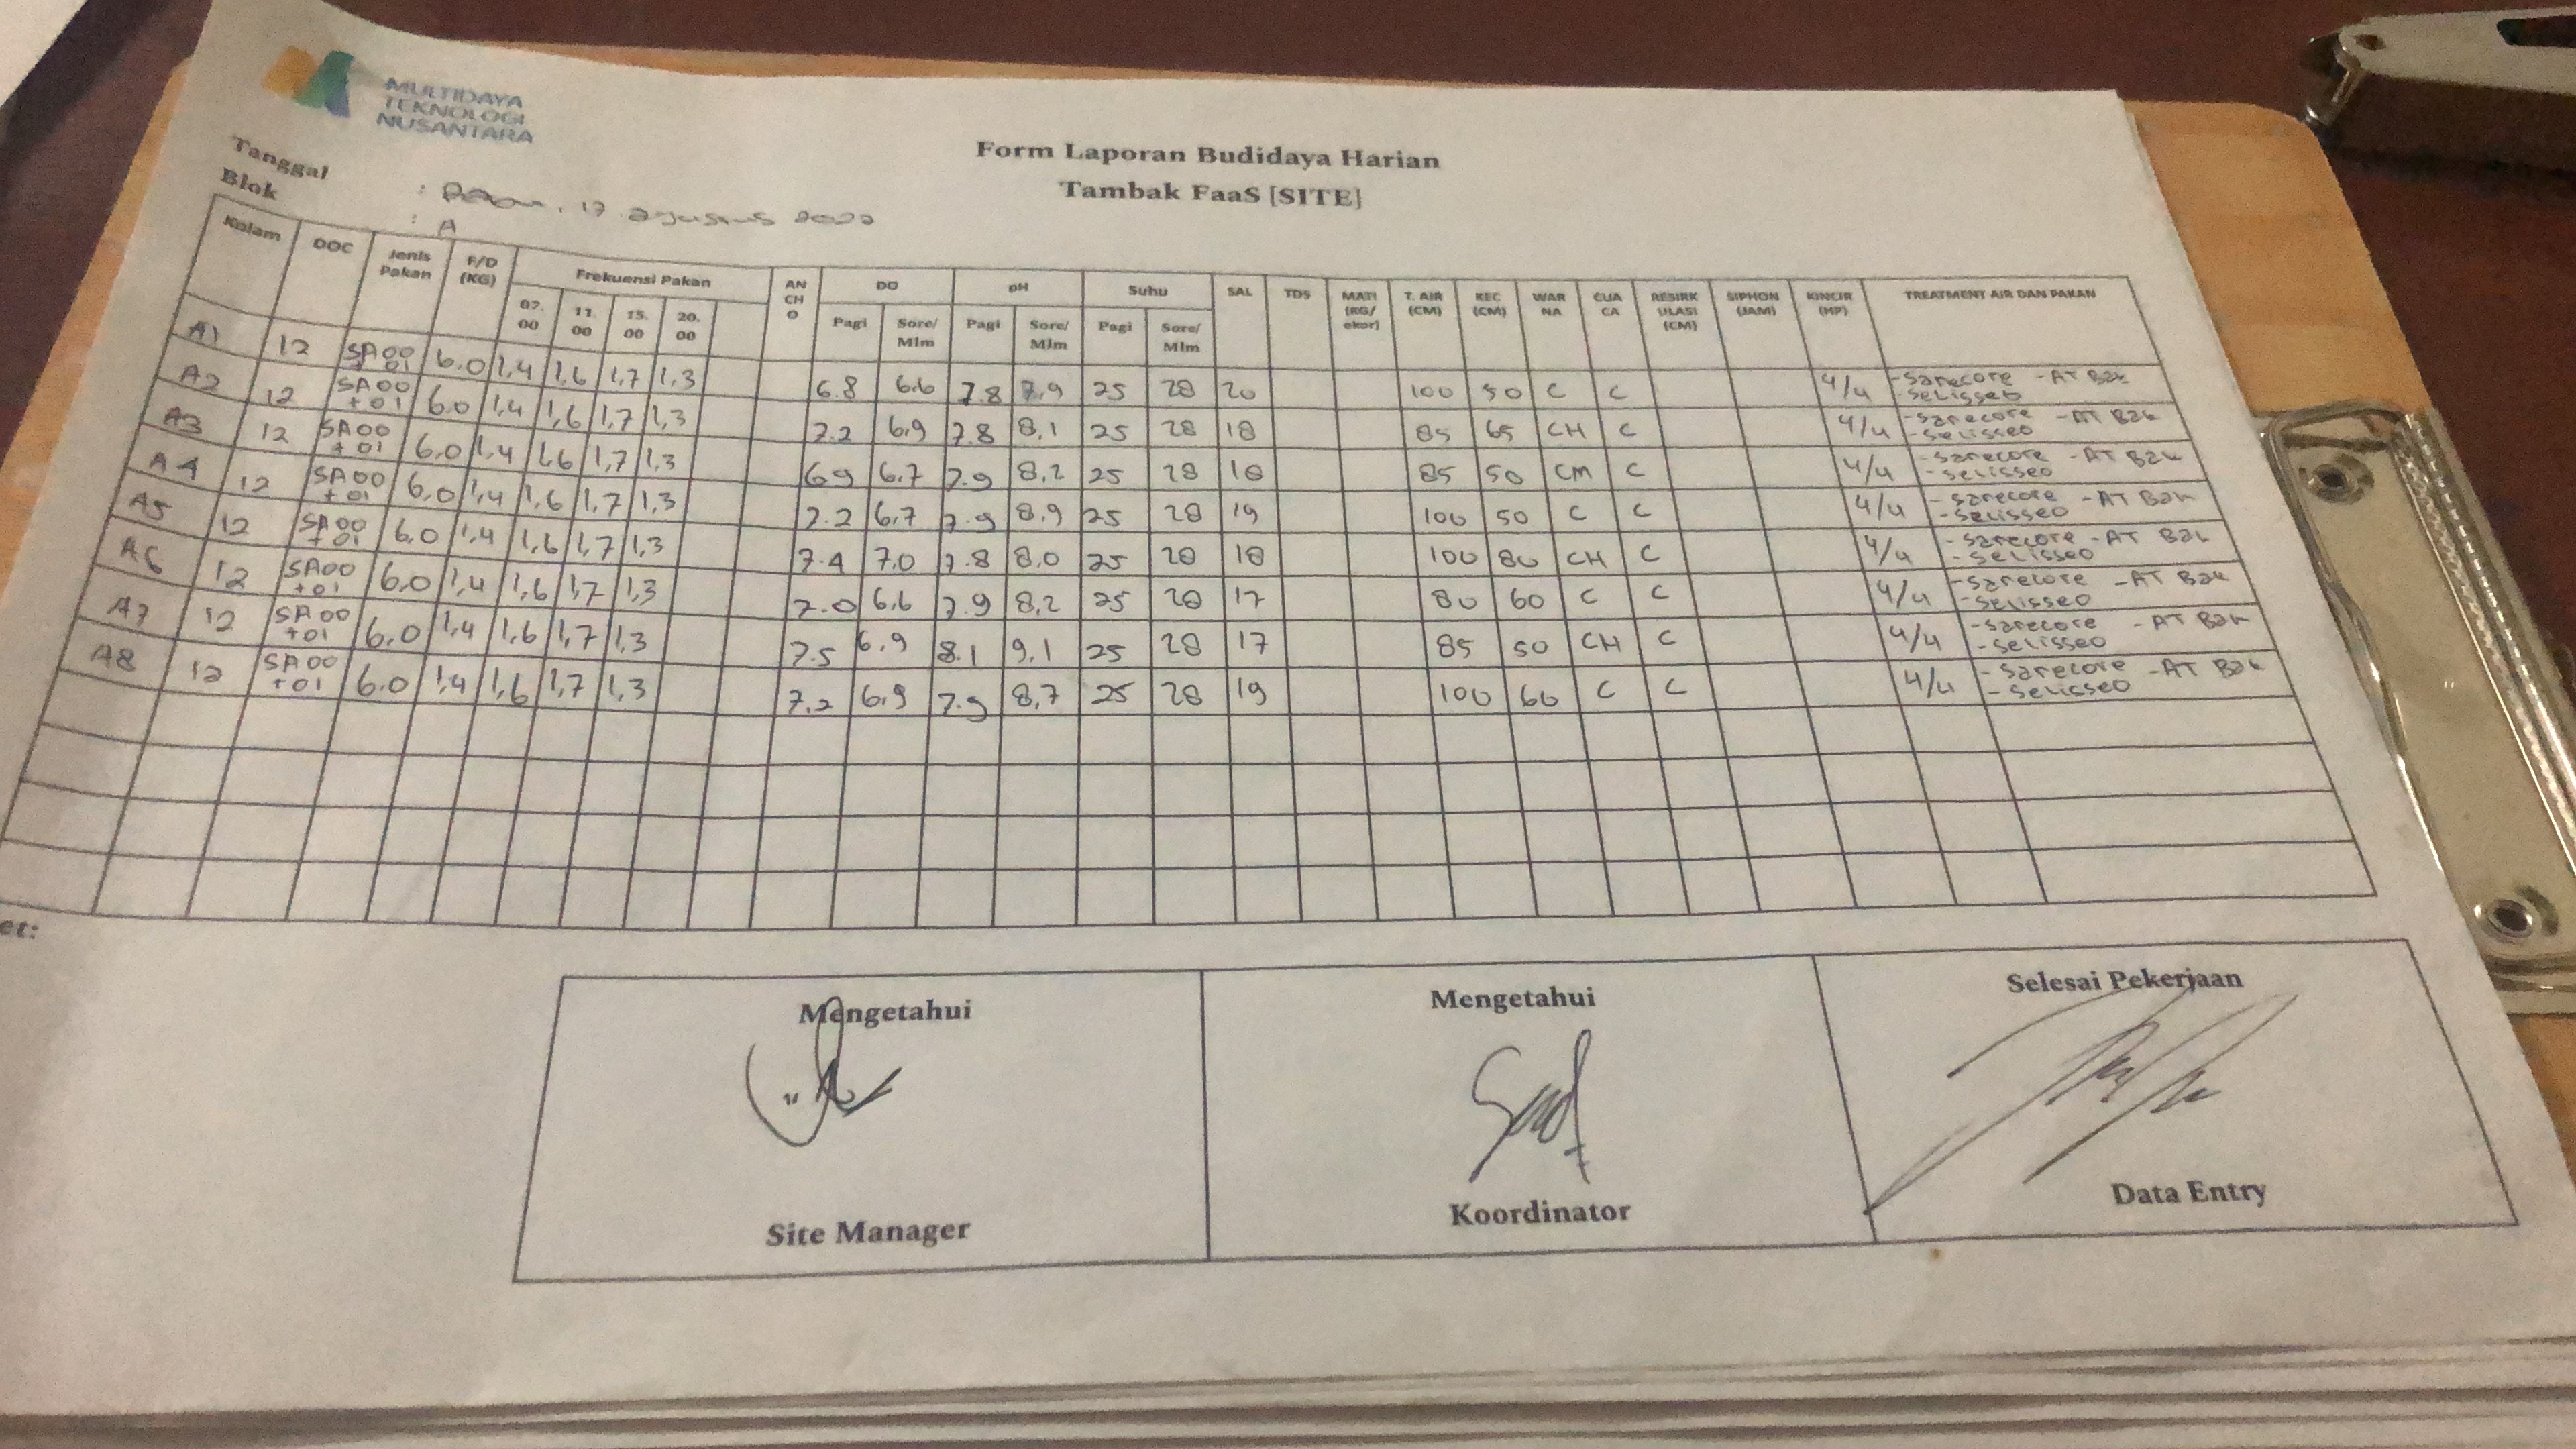 MULTIDAYA
TEKNOLOGI
NUSANTARA
Form Laporan Budidaya Harian
Tambak FaaS [SITE]
Tanggal :
Blok : A
Kolam DOC Jenis Pakan F/D (KG) Frekuensi Pakan 07.00 11.00 15.00 20.00 ANCHO DO Pagi Sore/Mlm pH Pagi Sore/Mlm Suhu Pagi Sore/Mlm SAL TDS MATI (KG/ekor) T. AIR (CM) KEC (CM) WARNA CUACA RESIRKULASI (CM) SIPHON (JAM) KINCIR (HP) TREATMENT AIR DAN PAKAN
A1 12 SA00 +01 6.0 1,4 1,6 1,7 1,3 6.8 6.6 7.8 7.9 25 28 20 100 50 C C 4/4 -sanecore -AT Bak -selisseo
A2 12 SA00 +01 6.0 1,4 1,6 1,7 1,3 7.2 6.9 7.8 8.1 25 28 18 85 65 CH C 4/4 -sanecore -AT Bak -selisseo
A3 12 SA00 +01 6.0 1,4 1,6 1,7 1,3 6.9 6.7 7.9 8.2 25 28 18 85 50 CM C 4/4 -sanecore -AT Bak -selisseo
A4 12 SA00 +01 6.0 1,4 1,6 1,7 1,3 7.2 6.7 7.9 8.9 25 28 19 100 50 C C 4/4 -sanecore -AT Bak -selisseo
A5 12 SA00 +01 6.0 1,4 1,6 1,7 1,3 7.4 7.0 7.8 8.0 25 28 18 100 80 CH C 4/4 -sanecore -AT Bak -selisseo
A6 12 SA00 +01 6.0 1,4 1,6 1,7 1,3 7.0 6.6 7.9 8.2 25 28 17 80 60 C C 4/4 -sanecore -AT Bak -selisseo
A7 12 SA00 +01 6.0 1,4 1,6 1,7 1,3 7.5 6.9 8.1 9.1 25 28 17 85 50 CH C 4/4 -sanecore -AT Bak -selisseo
A8 12 SA00 +01 6.0 1,4 1,6 1,7 1,3 7.2 6.9 7.9 8.7 25 28 19 100 60 C C 4/4 -sanecore -AT Bak -selisseo
et:
Mengetahui Mengetahui Selesai Pekerjaan
Site Manager Koordinator Data Entry